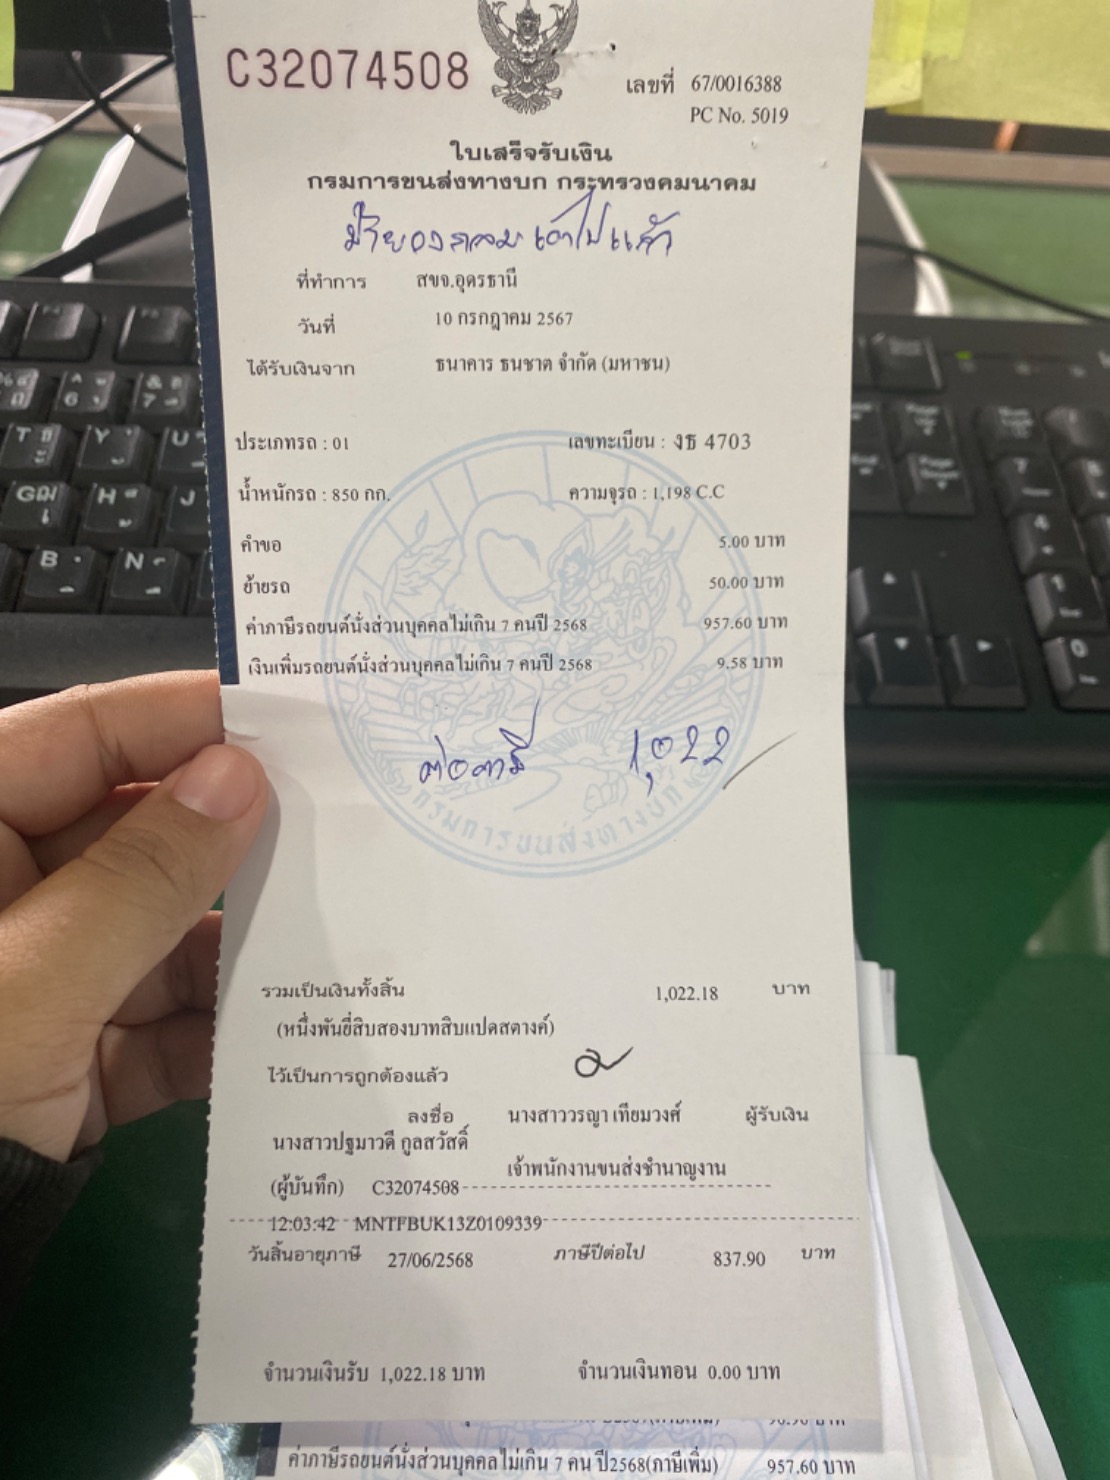 C32074508
เลขที่ 67/0016388
PC No. 5019
ใบเสร็จรับเงิน
กรมการขนส่งทางบก กระทรวงคมนาคม
เอาไปแล้ว
ที่ทำการ สขจ.อุดรธานี
วันที่ 10 กรกฎาคม 2567
ได้รับเงินจาก ธนาคาร ธนชาต จำกัด (มหาชน)
ประเภทรถ : 01 เลขทะเบียน : งธ 4703
น้ำหนักรถ : 850 กก. ความจุรถ : 1,198 C.C
คำขอ 5.00 บาท
ย้ายรถ 50.00 บาท
ค่าภาษีรถยนต์นั่งส่วนบุคคลไม่เกิน 7 คนปี 2568 957.60 บาท
เงินเพิ่มรถยนต์นั่งส่วนบุคคลไม่เกิน 7 คนปี 2568 9.58 บาท
ต่อภาษี 1,022
กรมการขนส่งทางบก
รวมเป็นเงินทั้งสิ้น 1,022.18 บาท
(หนึ่งพันยี่สิบสองบาทสิบแปดสตางค์)
ไว้เป็นการถูกต้องแล้ว
ลงชื่อ นางสาววรญา เทียมวงศ์ ผู้รับเงิน
นางสาวปฐมาวดี กูลสวัสดิ์
เจ้าพนักงานขนส่งชำนาญงาน
(ผู้บันทึก) C32074508
12:03:42 MNTFBUK13Z0109339
วันสิ้นอายุภาษี 27/06/2568 ภาษีปีต่อไป 837.90 บาท
จำนวนเงินรับ 1,022.18 บาท จำนวนเงินทอน 0.00 บาท
ค่าภาษีรถยนต์นั่งส่วนบุคคลไม่เกิน 7 คน ปี2568(ภาษีเพิ่ม) 957.60 บาท